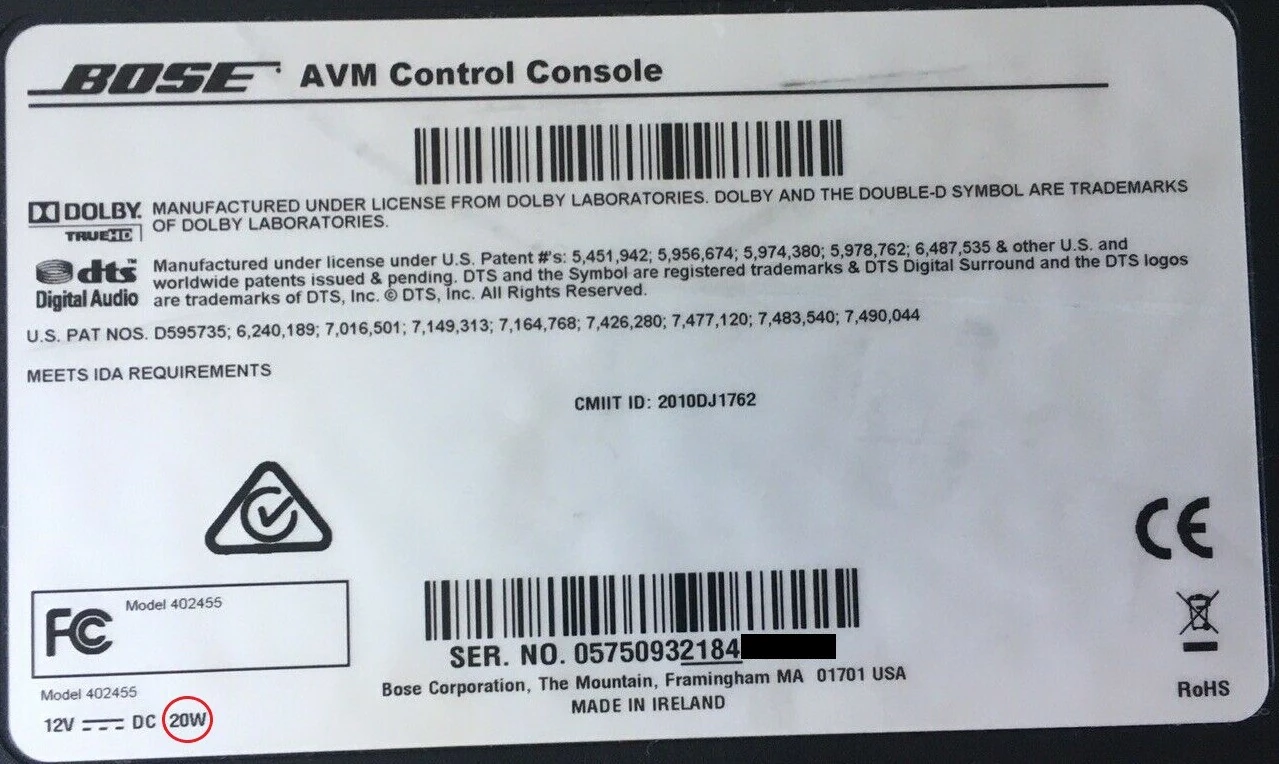 BOSE AVM Control Console
DOLBY. MANUFACTURED UNDER LICENSE FROM DOLBY LABORATORIES. DOLBY AND THE DOUBLE-D SYMBOL ARE TRADEMARKS
TRUEHD OF DOLBY LABORATORIES.
dts™ Manufactured under license under U.S. Patent #'s: 5,451,942; 5,956,674; 5,974,380; 5,978,762; 6,487,535 & other U.S. and
worldwide patents issued & pending. DTS and the Symbol are registered trademarks & DTS Digital Surround and the DTS logos
Digital Audio are trademarks of DTS, Inc. © DTS, Inc. All Rights Reserved.
U.S. PAT NOS. D595735; 6,240,189; 7,016,501; 7,149,313; 7,164,768; 7,426,280; 7,477,120; 7,483,540; 7,490,044
MEETS IDA REQUIREMENTS
CMIIT ID: 2010DJ1762
CE
FC Model 402455
SER. NO. 05750932184
Bose Corporation, The Mountain, Framingham MA 01701 USA
MADE IN IRELAND
Model 402455
12V DC 20W
RoHS